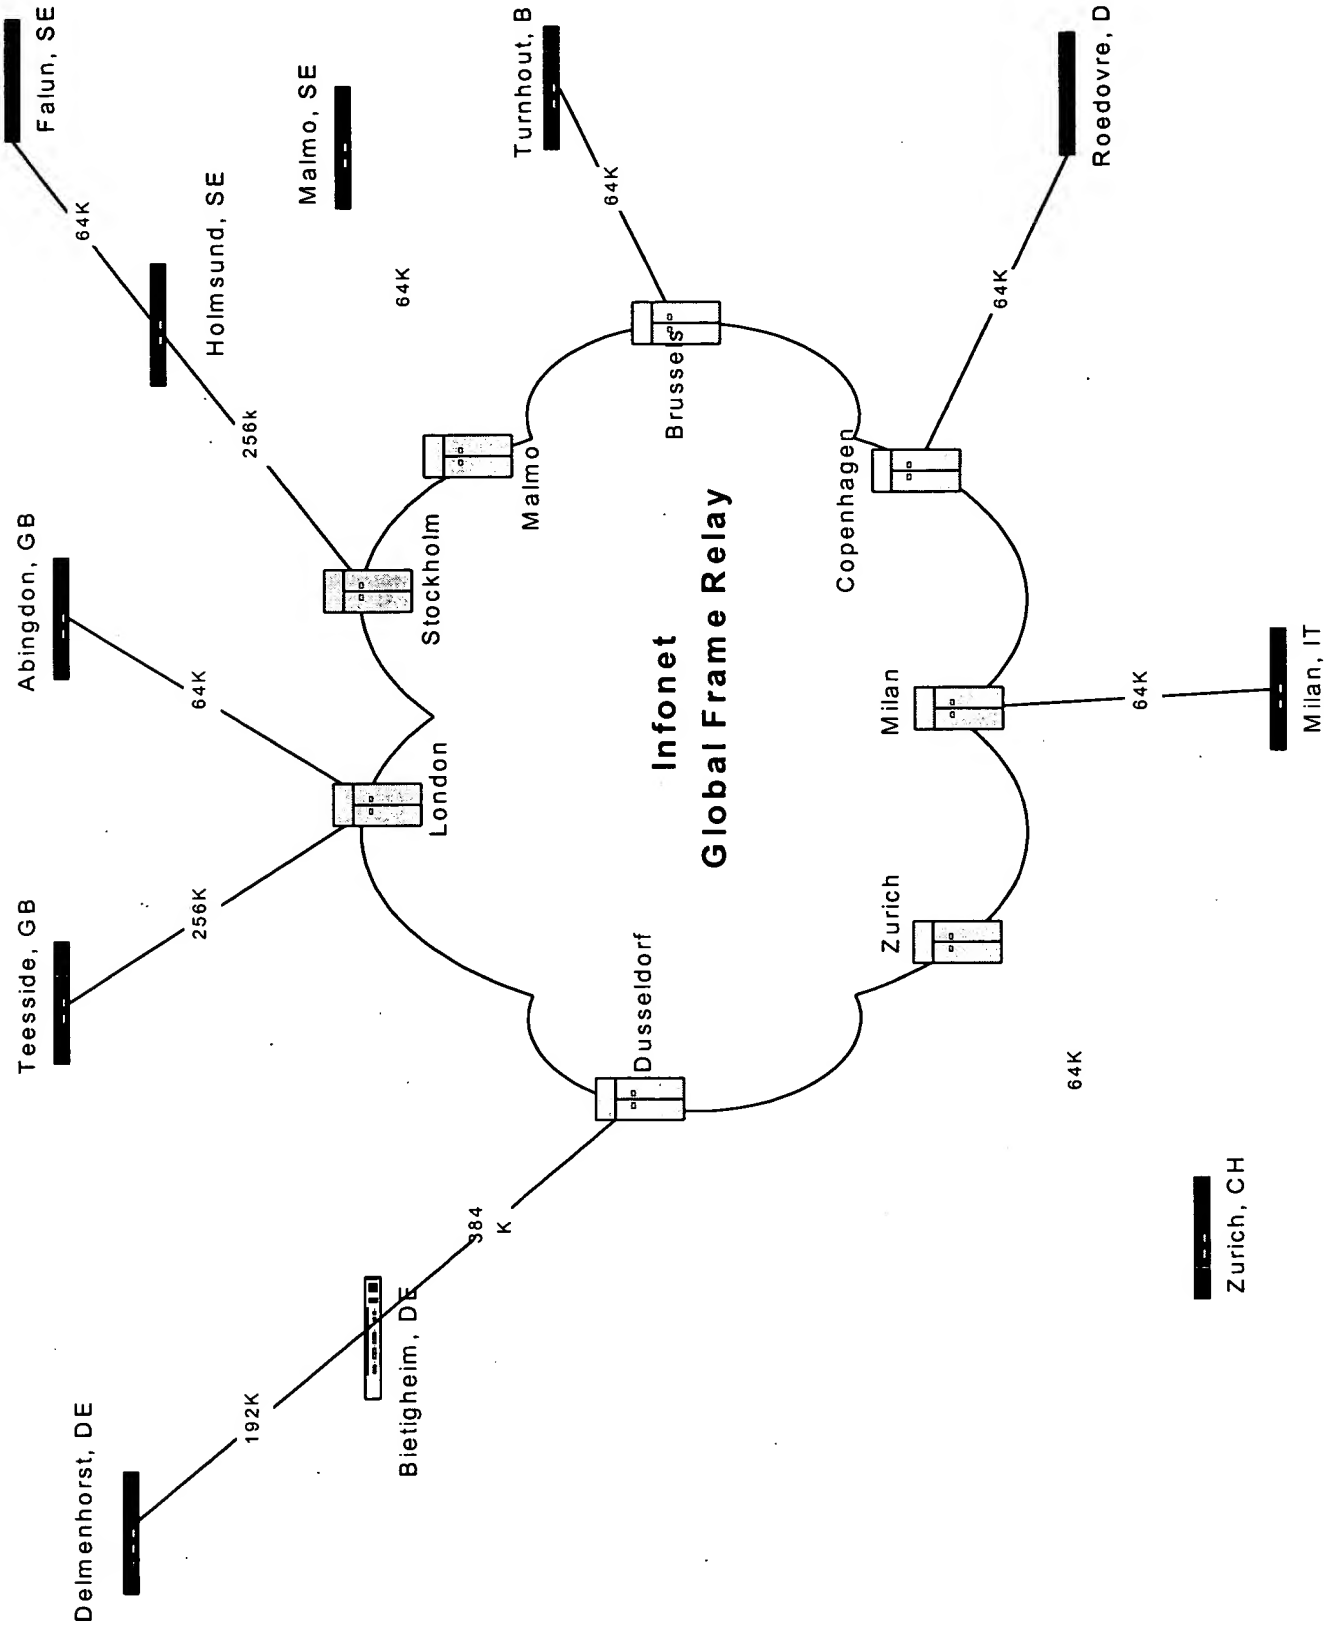 Teesside, GB
Abingdon, GB
Falun, SE
Delmenhorst, DE
64K
256K
64K
Holmsund, SE
192K
256k
Malmo, SE
64K
Bietigheim, DE
London
Stockholm
384
K
Turnhout, B
Malmo
64K
Dusseldorf
Infonet
Brussels
Global Frame Relay
Copenhagen
Zurich
Milan
64K
64K
Roedovre, D
64K
Zurich, CH
Milan, IT